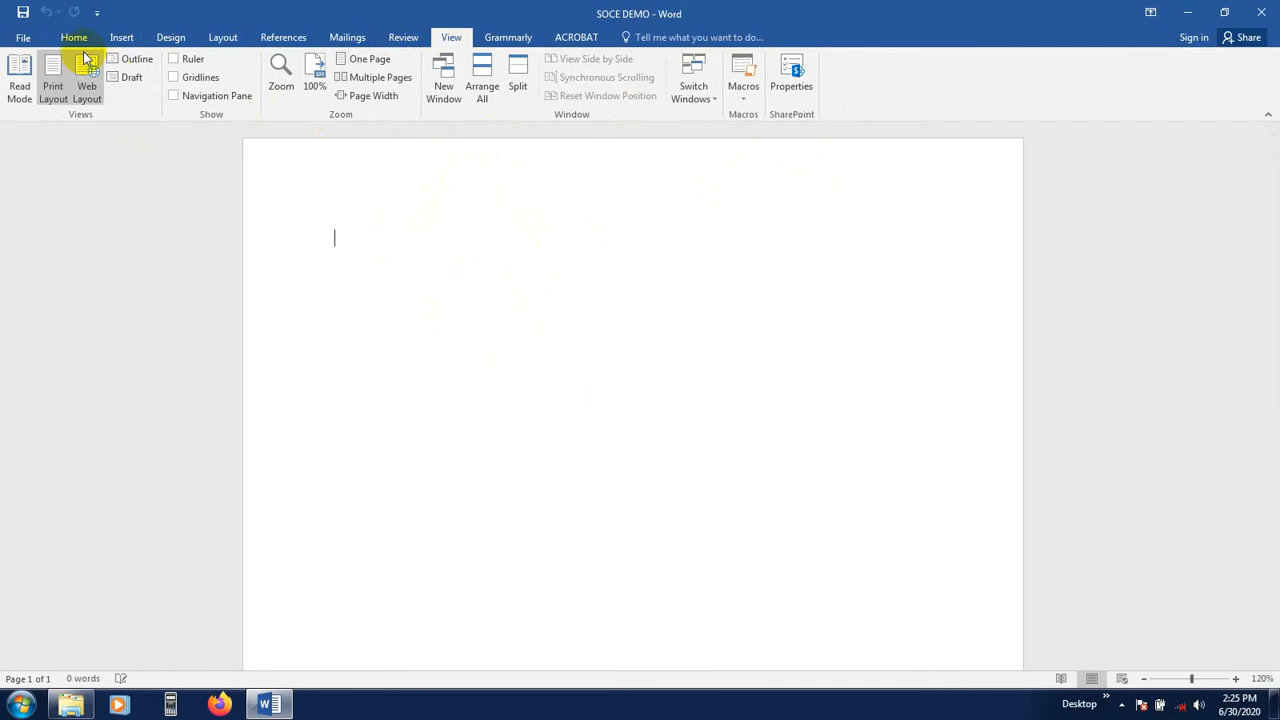 SOCE DEMO - Word
File Home Insert Design Layout References Mailings Review View Grammarly ACROBAT Tell me what you want to do... Sign in Share
Read Mode
Print Layout
Web Layout
Outline
Draft
Views
Ruler
Gridlines
Navigation Pane
Show
Zoom
100
100%
One Page
Multiple Pages
Page Width
Zoom
New Window
Arrange All
Split
View Side by Side
Synchronous Scrolling
Reset Window Position
Switch Windows
Window
Macros
Macros
Properties
SharePoint
Page 1 of 1 0 words 120%
Desktop 2:25 PM
6/30/2020